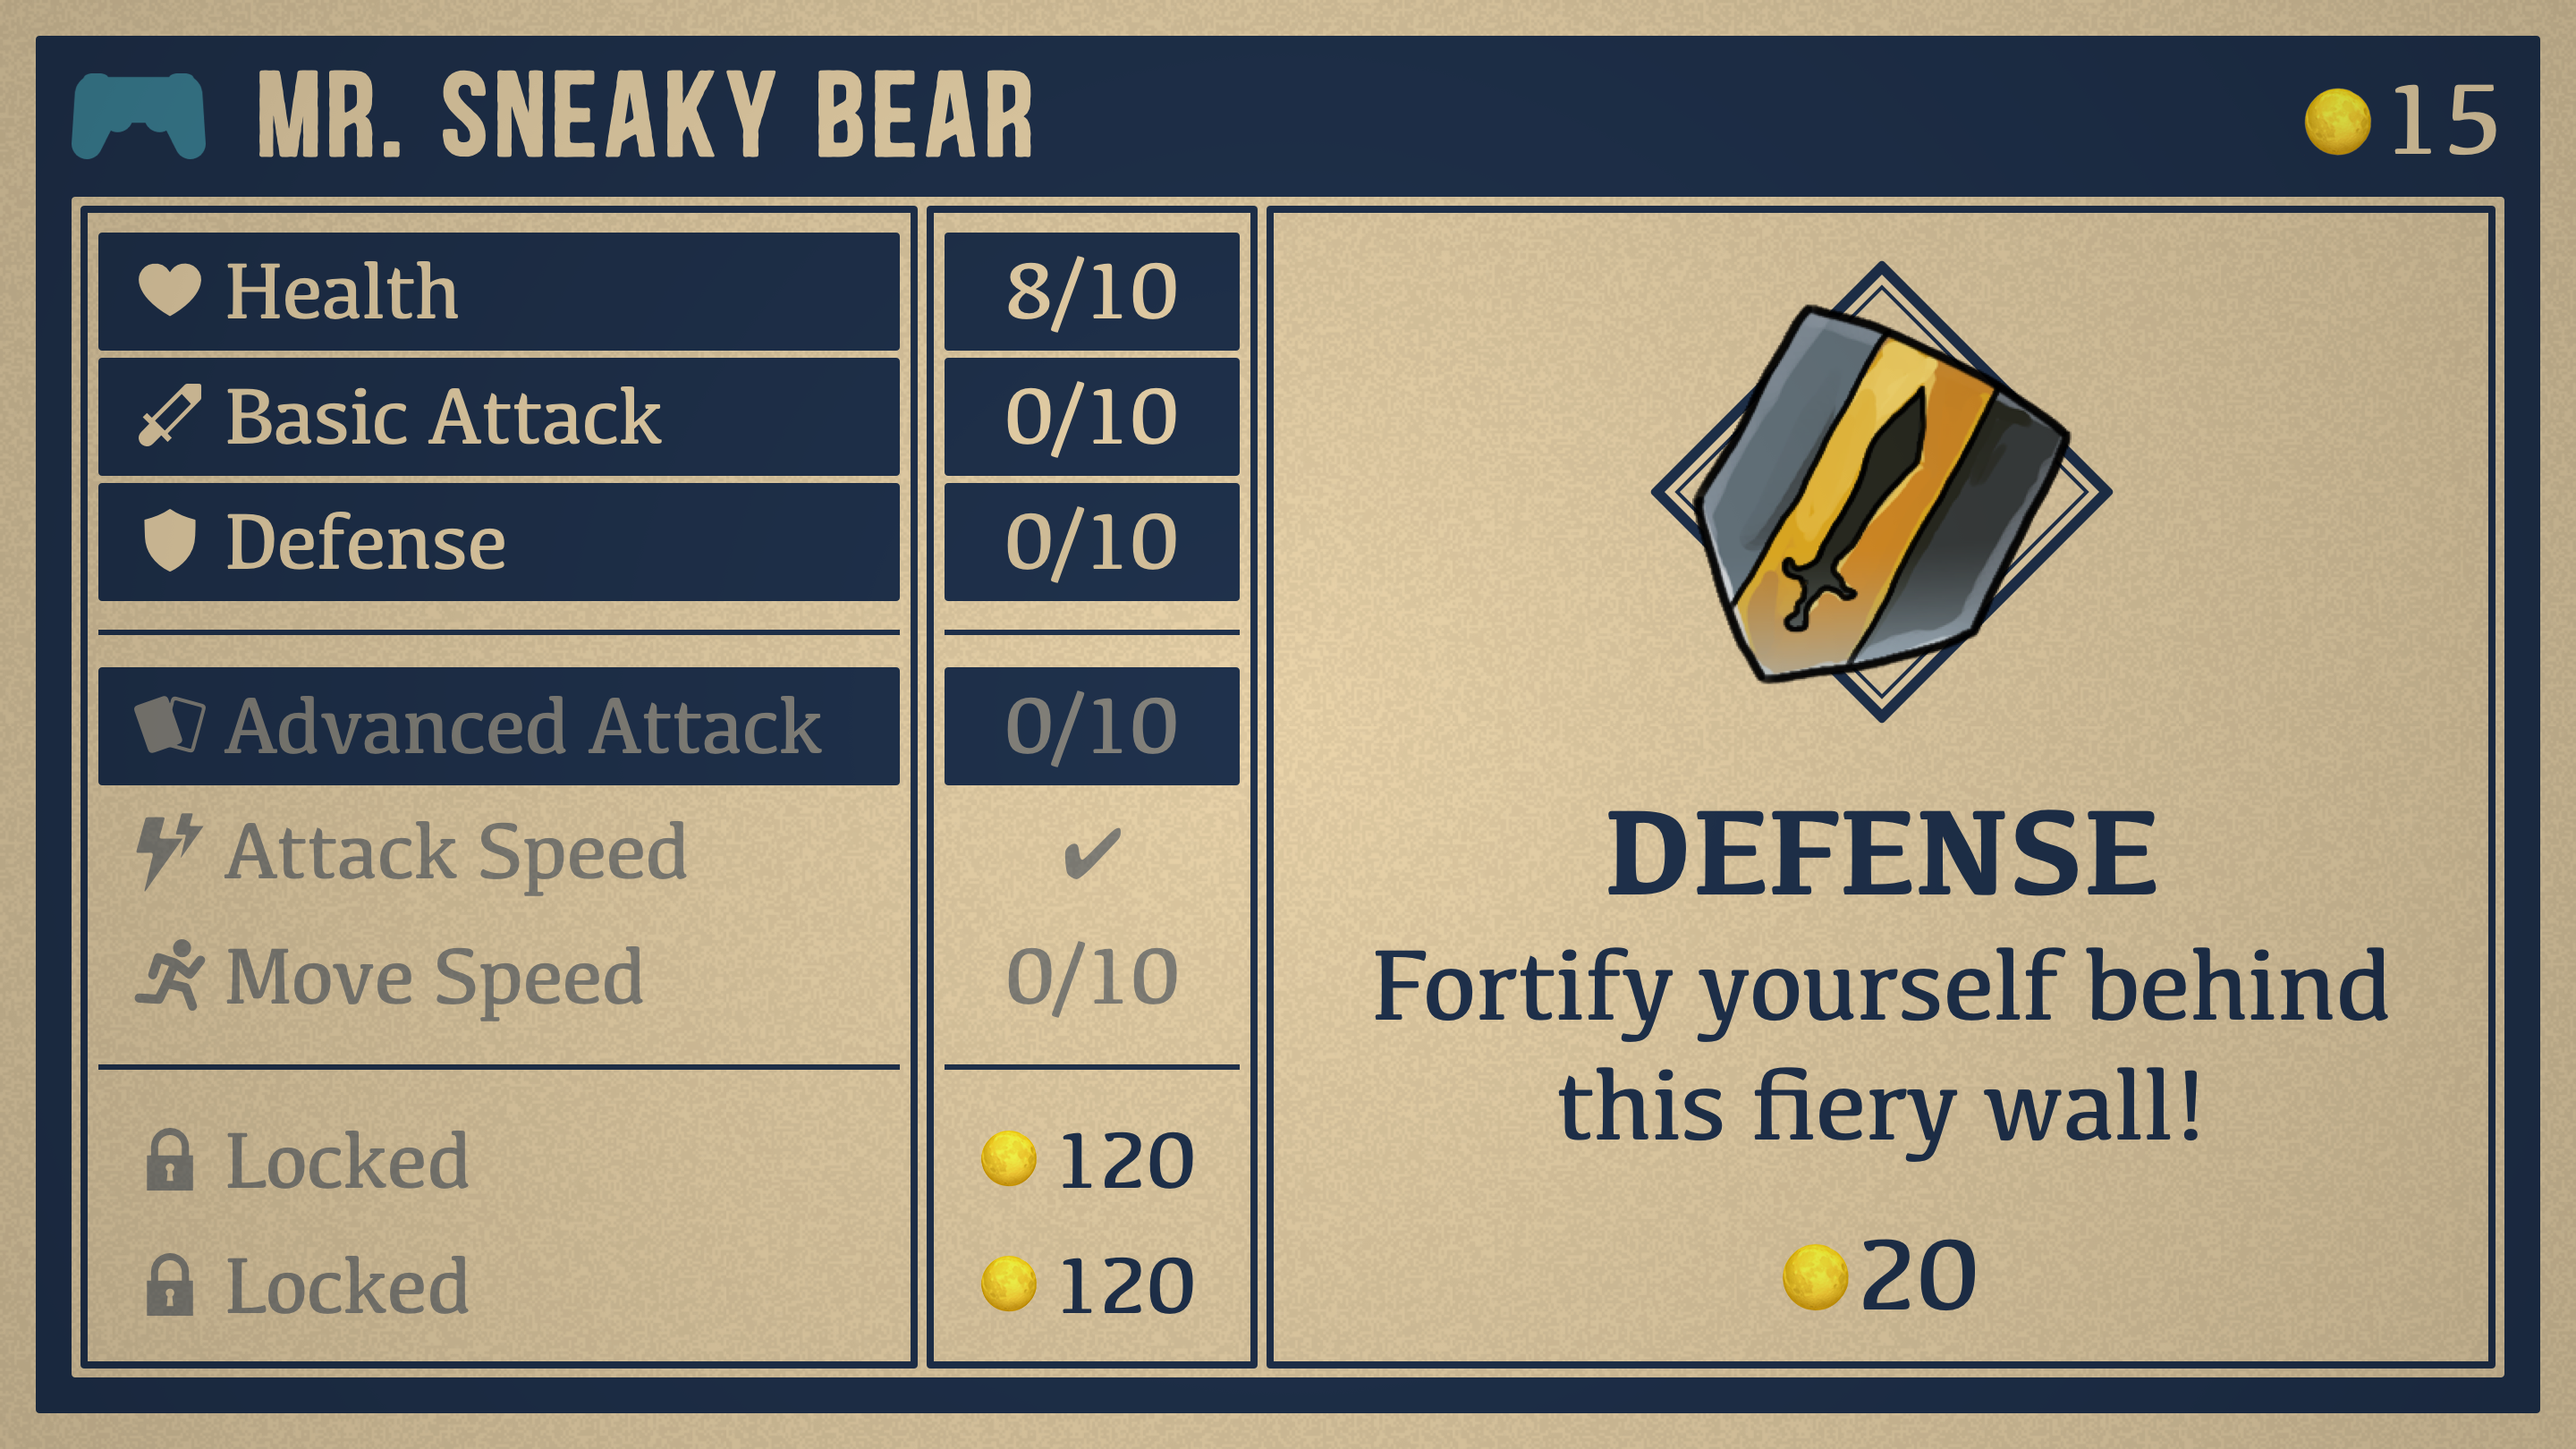 MR. SNEAKY BEAR
15
Health 8/10
Basic Attack 0/10
Defense 0/10
Advanced Attack 0/10
Attack Speed ✔
Move Speed 0/10
Locked 120
Locked 120
DEFENSE
Fortify yourself behind
this fiery wall!
20